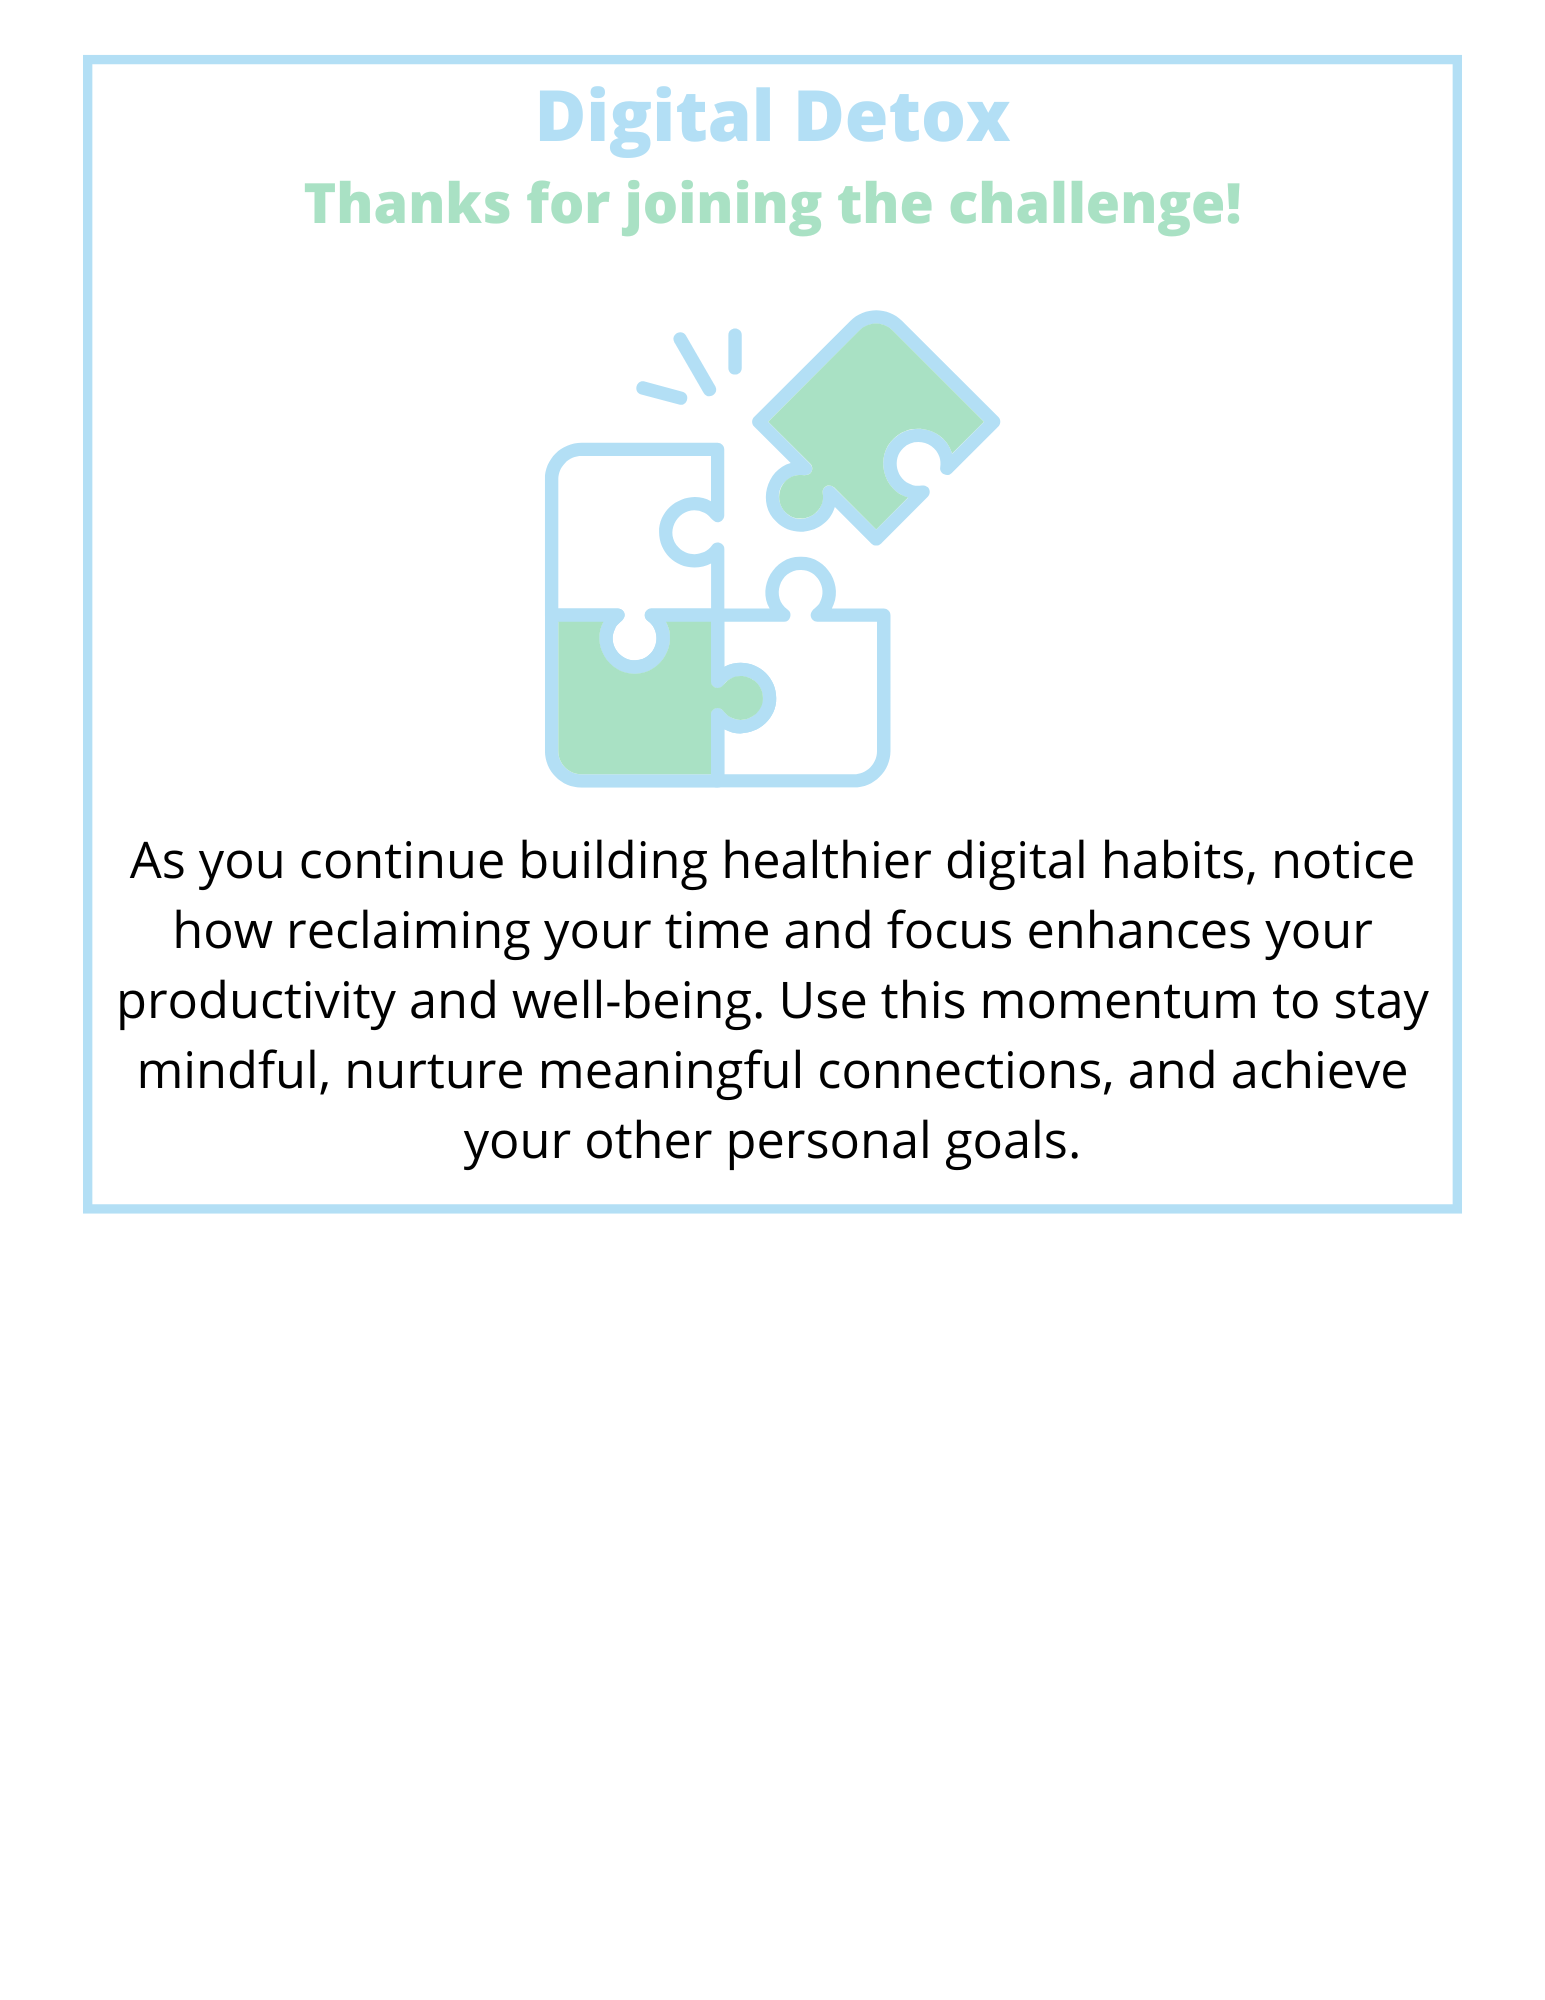 Digital Detox
Thanks for joining the challenge!
As you continue building healthier digital habits, notice
how reclaiming your time and focus enhances your
productivity and well-being. Use this momentum to stay
mindful, nurture meaningful connections, and achieve
your other personal goals.